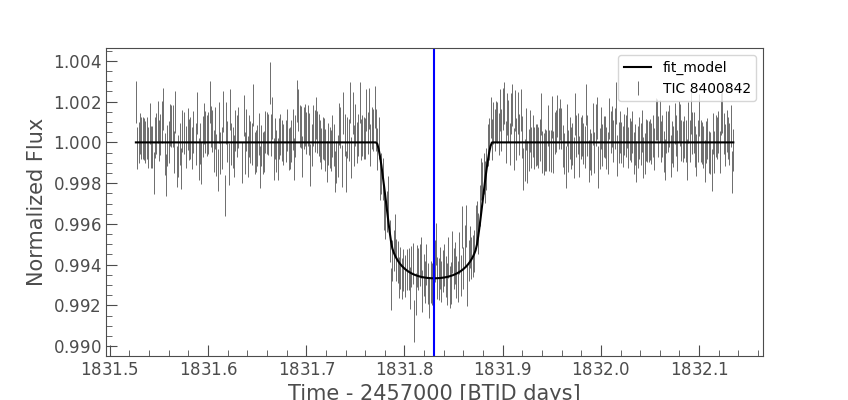 1.004
1.002
1.000
0.998
0.996
0.994
0.992
0.990
Normalized Flux
fit_model
TIC 8400842
1831.5 1831.6 1831.7 1831.8 1831.9 1832.0 1832.1
Time - 2457000 [BTJD days]